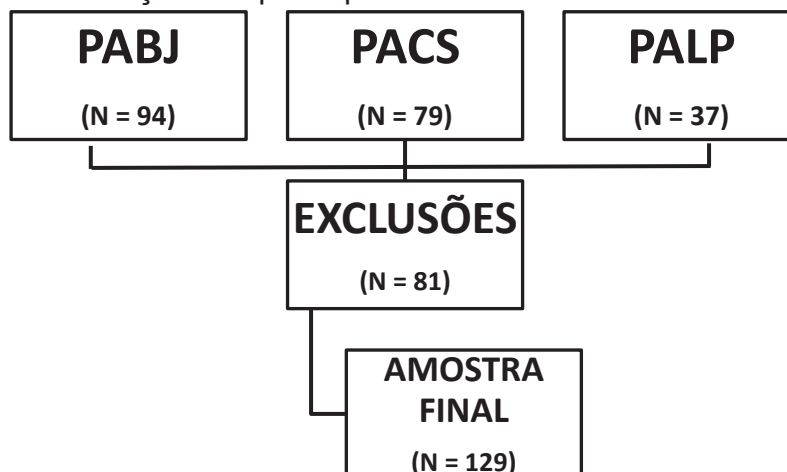 PABJ
(N = 94)
PACS
(N = 79)
PALP
(N = 37)
EXCLUSÕES
(N = 81)
AMOSTRA
FINAL
(N = 129)